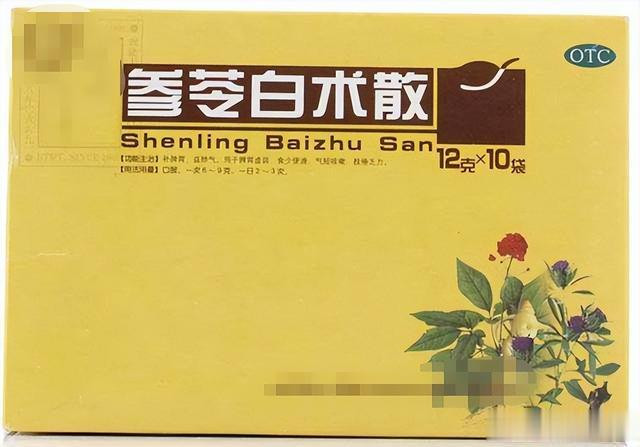 OTC
参苓白术散
Shenling Baizhu San
12克×10袋
【功能主治】补脾胃,益肺气。用于脾胃虚弱,食少便溏,气短咳嗽,肢倦乏力。
【用法用量】口服,一次6~9克,一日2~3次。